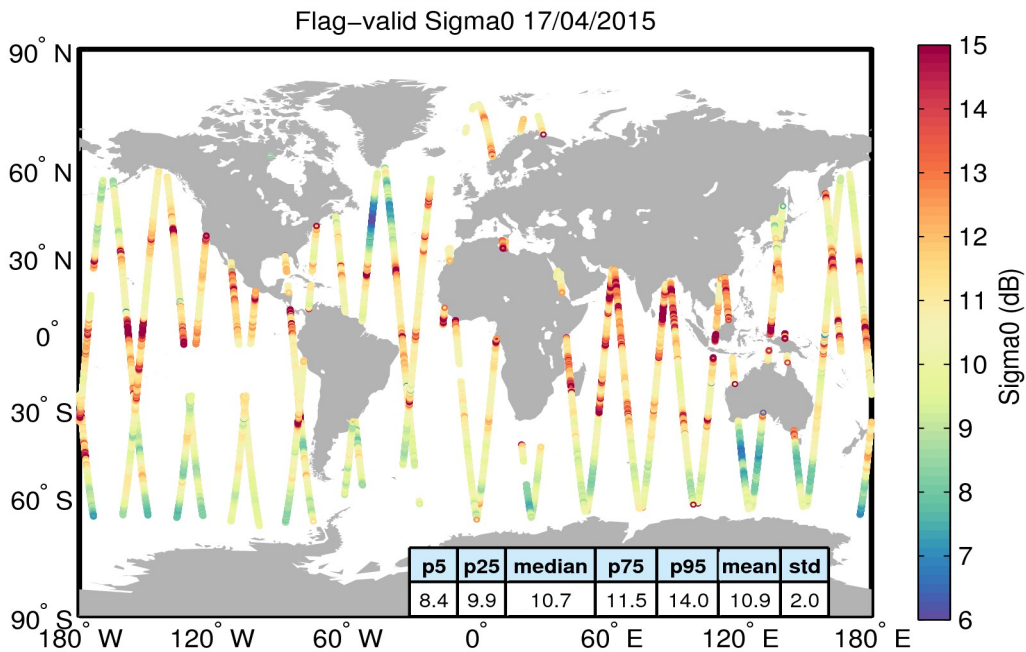 Flag−valid Sigma0 17/04/2015
90° N
60° N
30° N
0°
30° S
60° S
90° S
180° W
120° W
60° W
0°
60° E
120° E
180° E
p5 p25 median p75 p95 mean std
8.4 9.9 10.7 11.5 14.0 10.9 2.0
15
14
13
12
11
10
9
8
7
6
Sigma0 (dB)